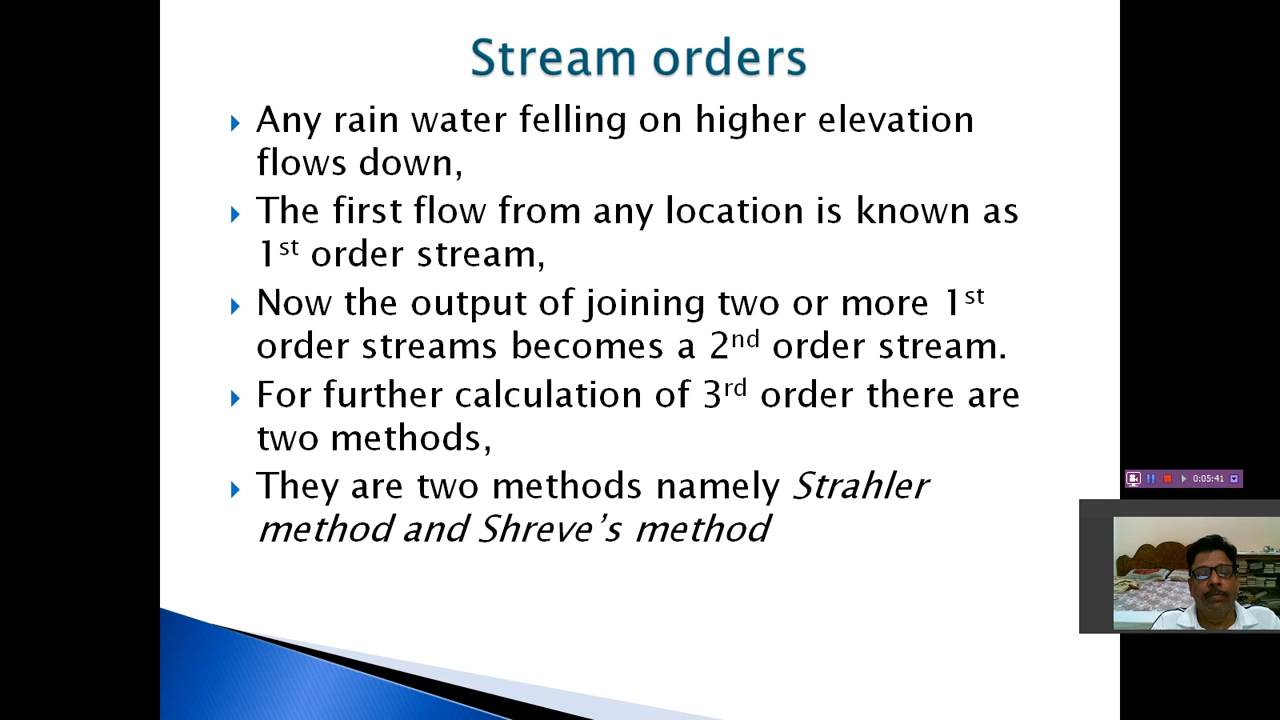 Stream orders
Any rain water felling on higher elevation
flows down,
The first flow from any location is known as
1st order stream,
Now the output of joining two or more 1st
order streams becomes a 2nd order stream.
For further calculation of 3rd order there are
two methods,
They are two methods namely Strahler
method and Shreve's method
0:05:41